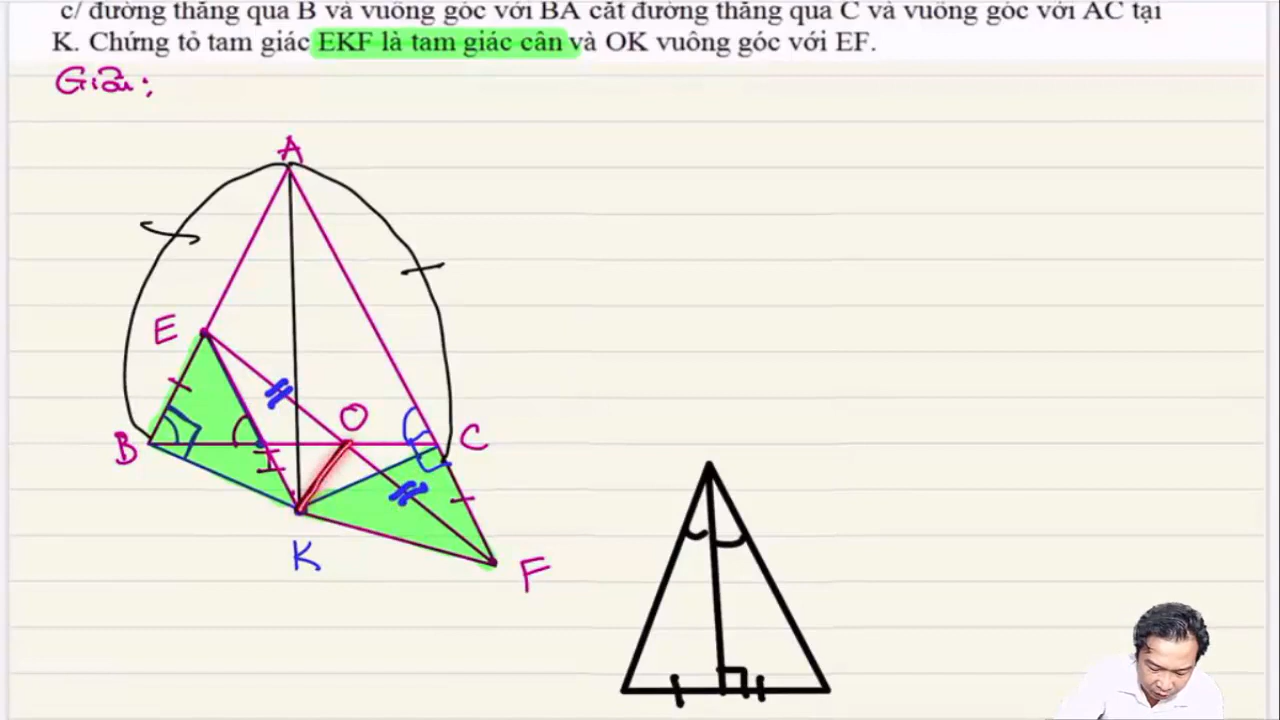 c/ đường thẳng qua B và vuông góc với BA cắt đường thẳng qua C và vuông góc với AC tại
K. Chứng tỏ tam giác EKF là tam giác cân và OK vuông góc với EF.
Giải:
A
E
O
B
C
I
K
F